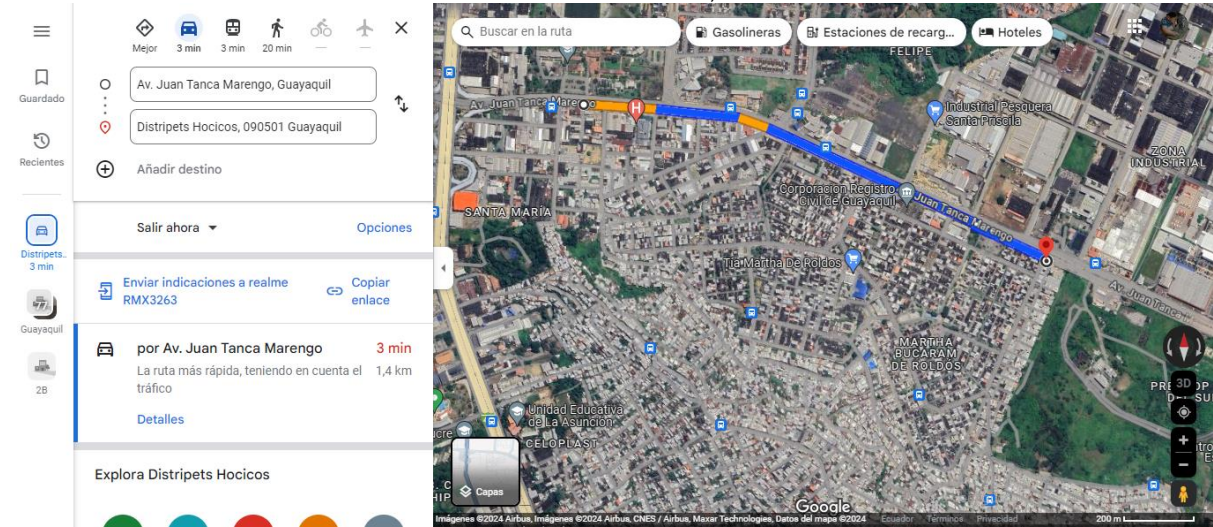 Mejor
3 min
3 min
20 min
Guardado
Recientes
Distripets..
3 min
Guayaquil
2B
Av. Juan Tanca Marengo, Guayaquil
Distripets Hocicos, 090501 Guayaquil
Añadir destino
Salir ahora
Opciones
Enviar indicaciones a realme
RMX3263
Copiar
enlace
por Av. Juan Tanca Marengo
3 min
La ruta más rápida, teniendo en cuenta el
tráfico
1,4 km
Detalles
Explora Distripets Hocicos
Buscar en la ruta
Gasolineras
Estaciones de recarg...
Hoteles
FELIPE
Av. Juan Tanca Marengo
H
Industrial Pesquera
Santa Priscila
ZONA
INDUSTRIAL
Corporacion Registro
Civil de Guayaquil
Juan Tanca Marengo
SANTA MARÍA
Tia Martha De Roldos
Av. Juan Tanca
MARTHA
BUCARAM
DE ROLDOS
3D
Unidad Educativa
de La Asunción
CELOPLAST
Capas
Google
Imágenes ©2024 Airbus, Imágenes ©2024 Airbus, CNES / Airbus, Maxar Technologies, Datos del mapa ©2024
Ecuador
Términos
Privacidad
200 m